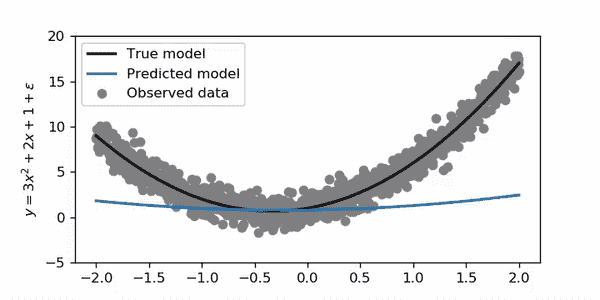 True model
Predicted model
Observed data
y = 3x² + 2x + 1 + ε
20
15
10
5
0
−5
−2.0 −1.5 −1.0 −0.5 0.0 0.5 1.0 1.5 2.0